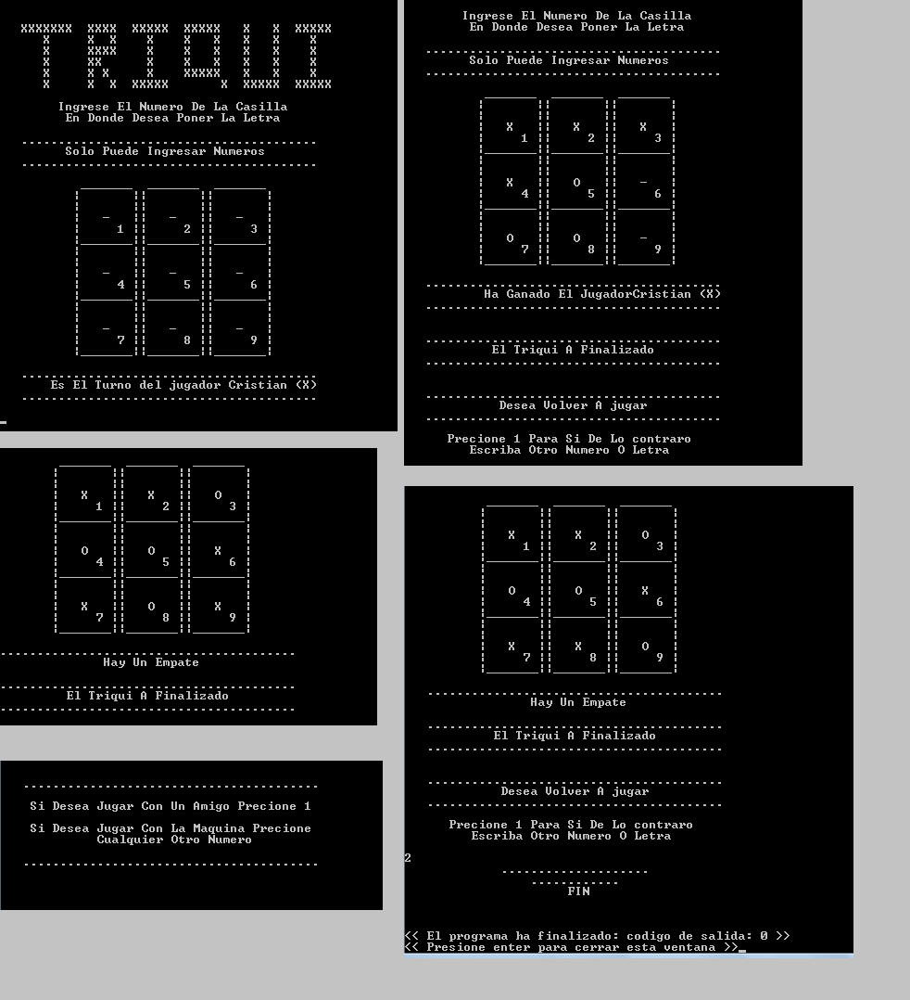 TRIQUI
Ingrese El Numero De La Casilla
En Donde Desea Poner La Letra
Solo Puede Ingresar Numeros
- 1 - 2 - 3
- 4 - 5 - 6
- 7 - 8 - 9
Es El Turno del jugador Cristian (X)
Ingrese El Numero De La Casilla
En Donde Desea Poner La Letra
Solo Puede Ingresar Numeros
X 1 X 2 X 3
X 4 O 5 - 6
O 7 O 8 - 9
Ha Ganado El JugadorCristian (X)
El Triqui A Finalizado
Desea Volver A jugar
Precione 1 Para Si De Lo contraro
Escriba Otro Numero O Letra
X 1 X 2 O 3
O 4 O 5 X 6
X 7 O 8 X 9
Hay Un Empate
El Triqui A Finalizado
Si Desea Jugar Con Un Amigo Precione 1
Si Desea Jugar Con La Maquina Precione
Cualquier Otro Numero
X 1 X 2 O 3
O 4 O 5 X 6
X 7 X 8 O 9
Hay Un Empate
El Triqui A Finalizado
Desea Volver A jugar
Precione 1 Para Si De Lo contraro
Escriba Otro Numero O Letra
2
FIN
<< El programa ha finalizado: codigo de salida: 0 >>
<< Presione enter para cerrar esta ventana >>